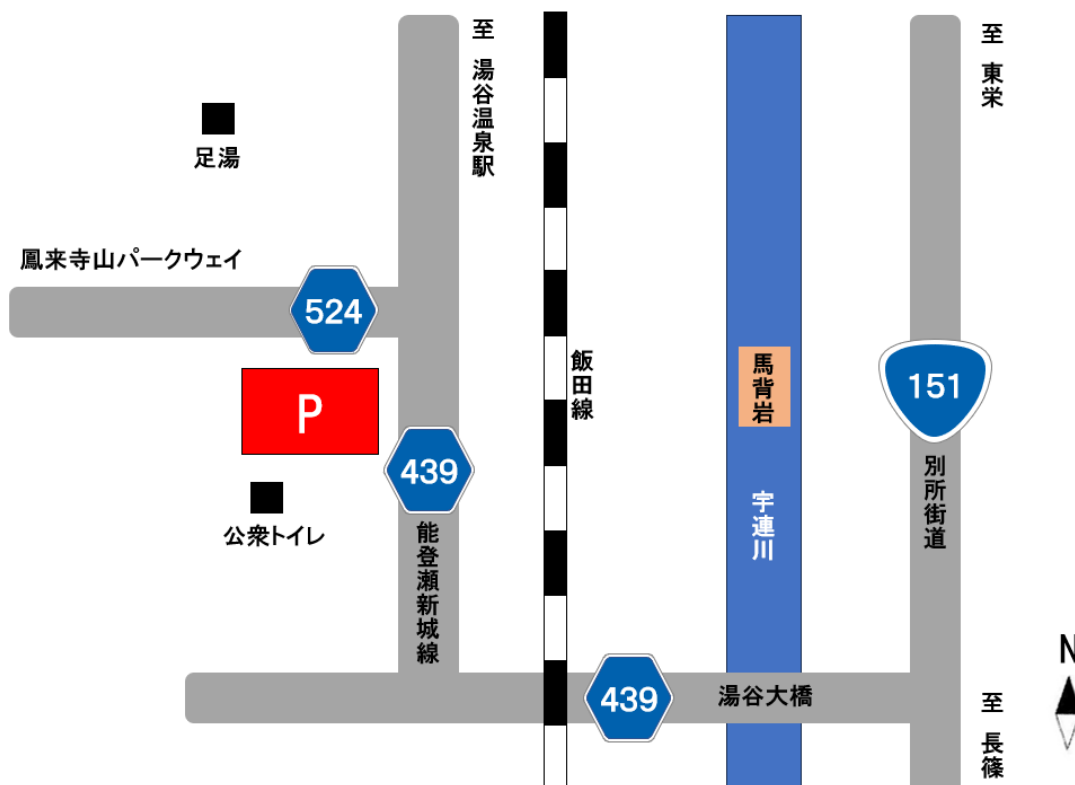 至 湯谷温泉駅
至 東栄
足湯
鳳来寺山パークウェイ
524
飯田線
馬背岩
151
P
439
別所街道
宇連川
公衆トイレ
能登瀬新城線
N
439
湯谷大橋
至 長篠